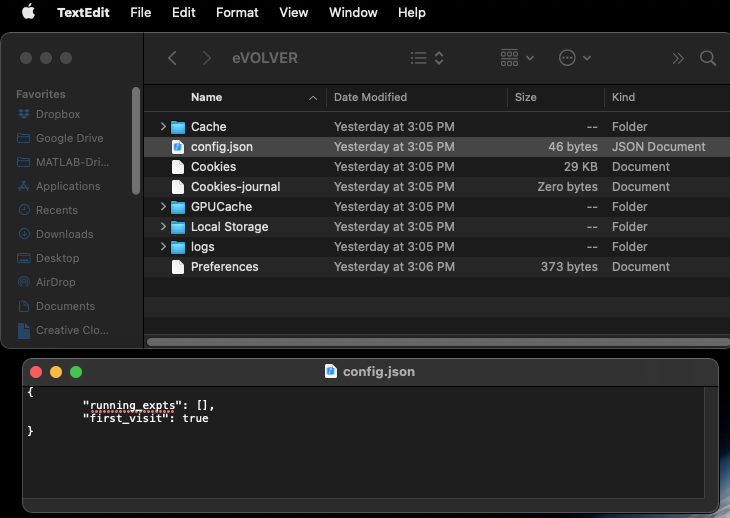 TextEdit File Edit Format View Window Help
eVOLVER
Favorites
Dropbox
Google Drive
MATLAB-Dri...
Applications
Recents
Downloads
Desktop
AirDrop
Documents
Creative Clo...
Name Date Modified Size Kind
Cache Yesterday at 3:05 PM -- Folder
config.json Yesterday at 3:05 PM 46 bytes JSON Document
Cookies Yesterday at 3:05 PM 29 KB Document
Cookies-journal Yesterday at 3:05 PM Zero bytes Document
GPUCache Yesterday at 3:05 PM -- Folder
Local Storage Yesterday at 3:05 PM -- Folder
logs Yesterday at 3:05 PM -- Folder
Preferences Yesterday at 3:06 PM 373 bytes Document
config.json
{
"running_expts": [],
"first_visit": true
}